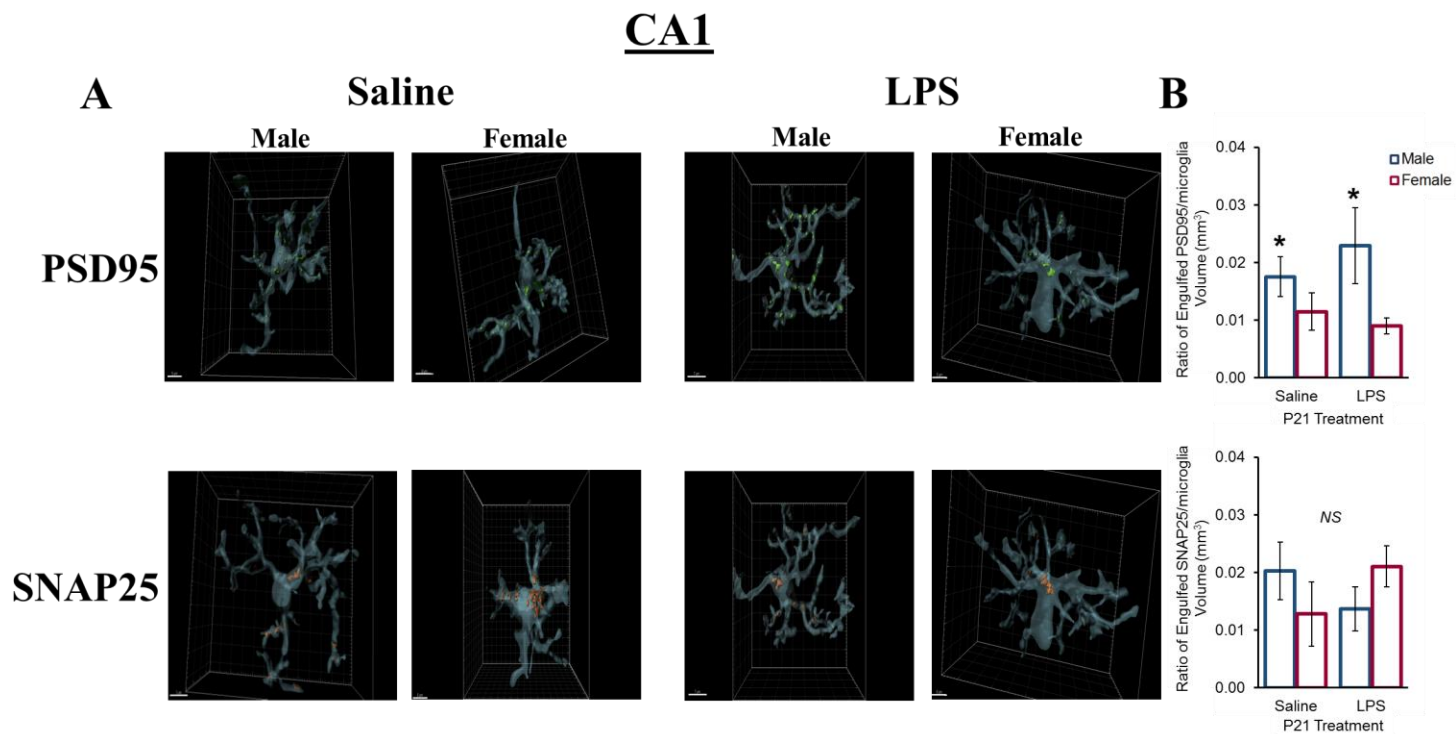 CA1
A
Saline
LPS
B
Male
Female
Male
Female
PSD95
Ratio of Engulfed PSD95/microglia
Volume (mm³)
0.04
0.03
0.02
0.01
0.00
Male
Female
*
*
Saline
LPS
P21 Treatment
SNAP25
Ratio of Engulfed SNAP25/microglia
Volume (mm³)
0.04
0.03
0.02
0.01
0.00
NS
Saline
LPS
P21 Treatment